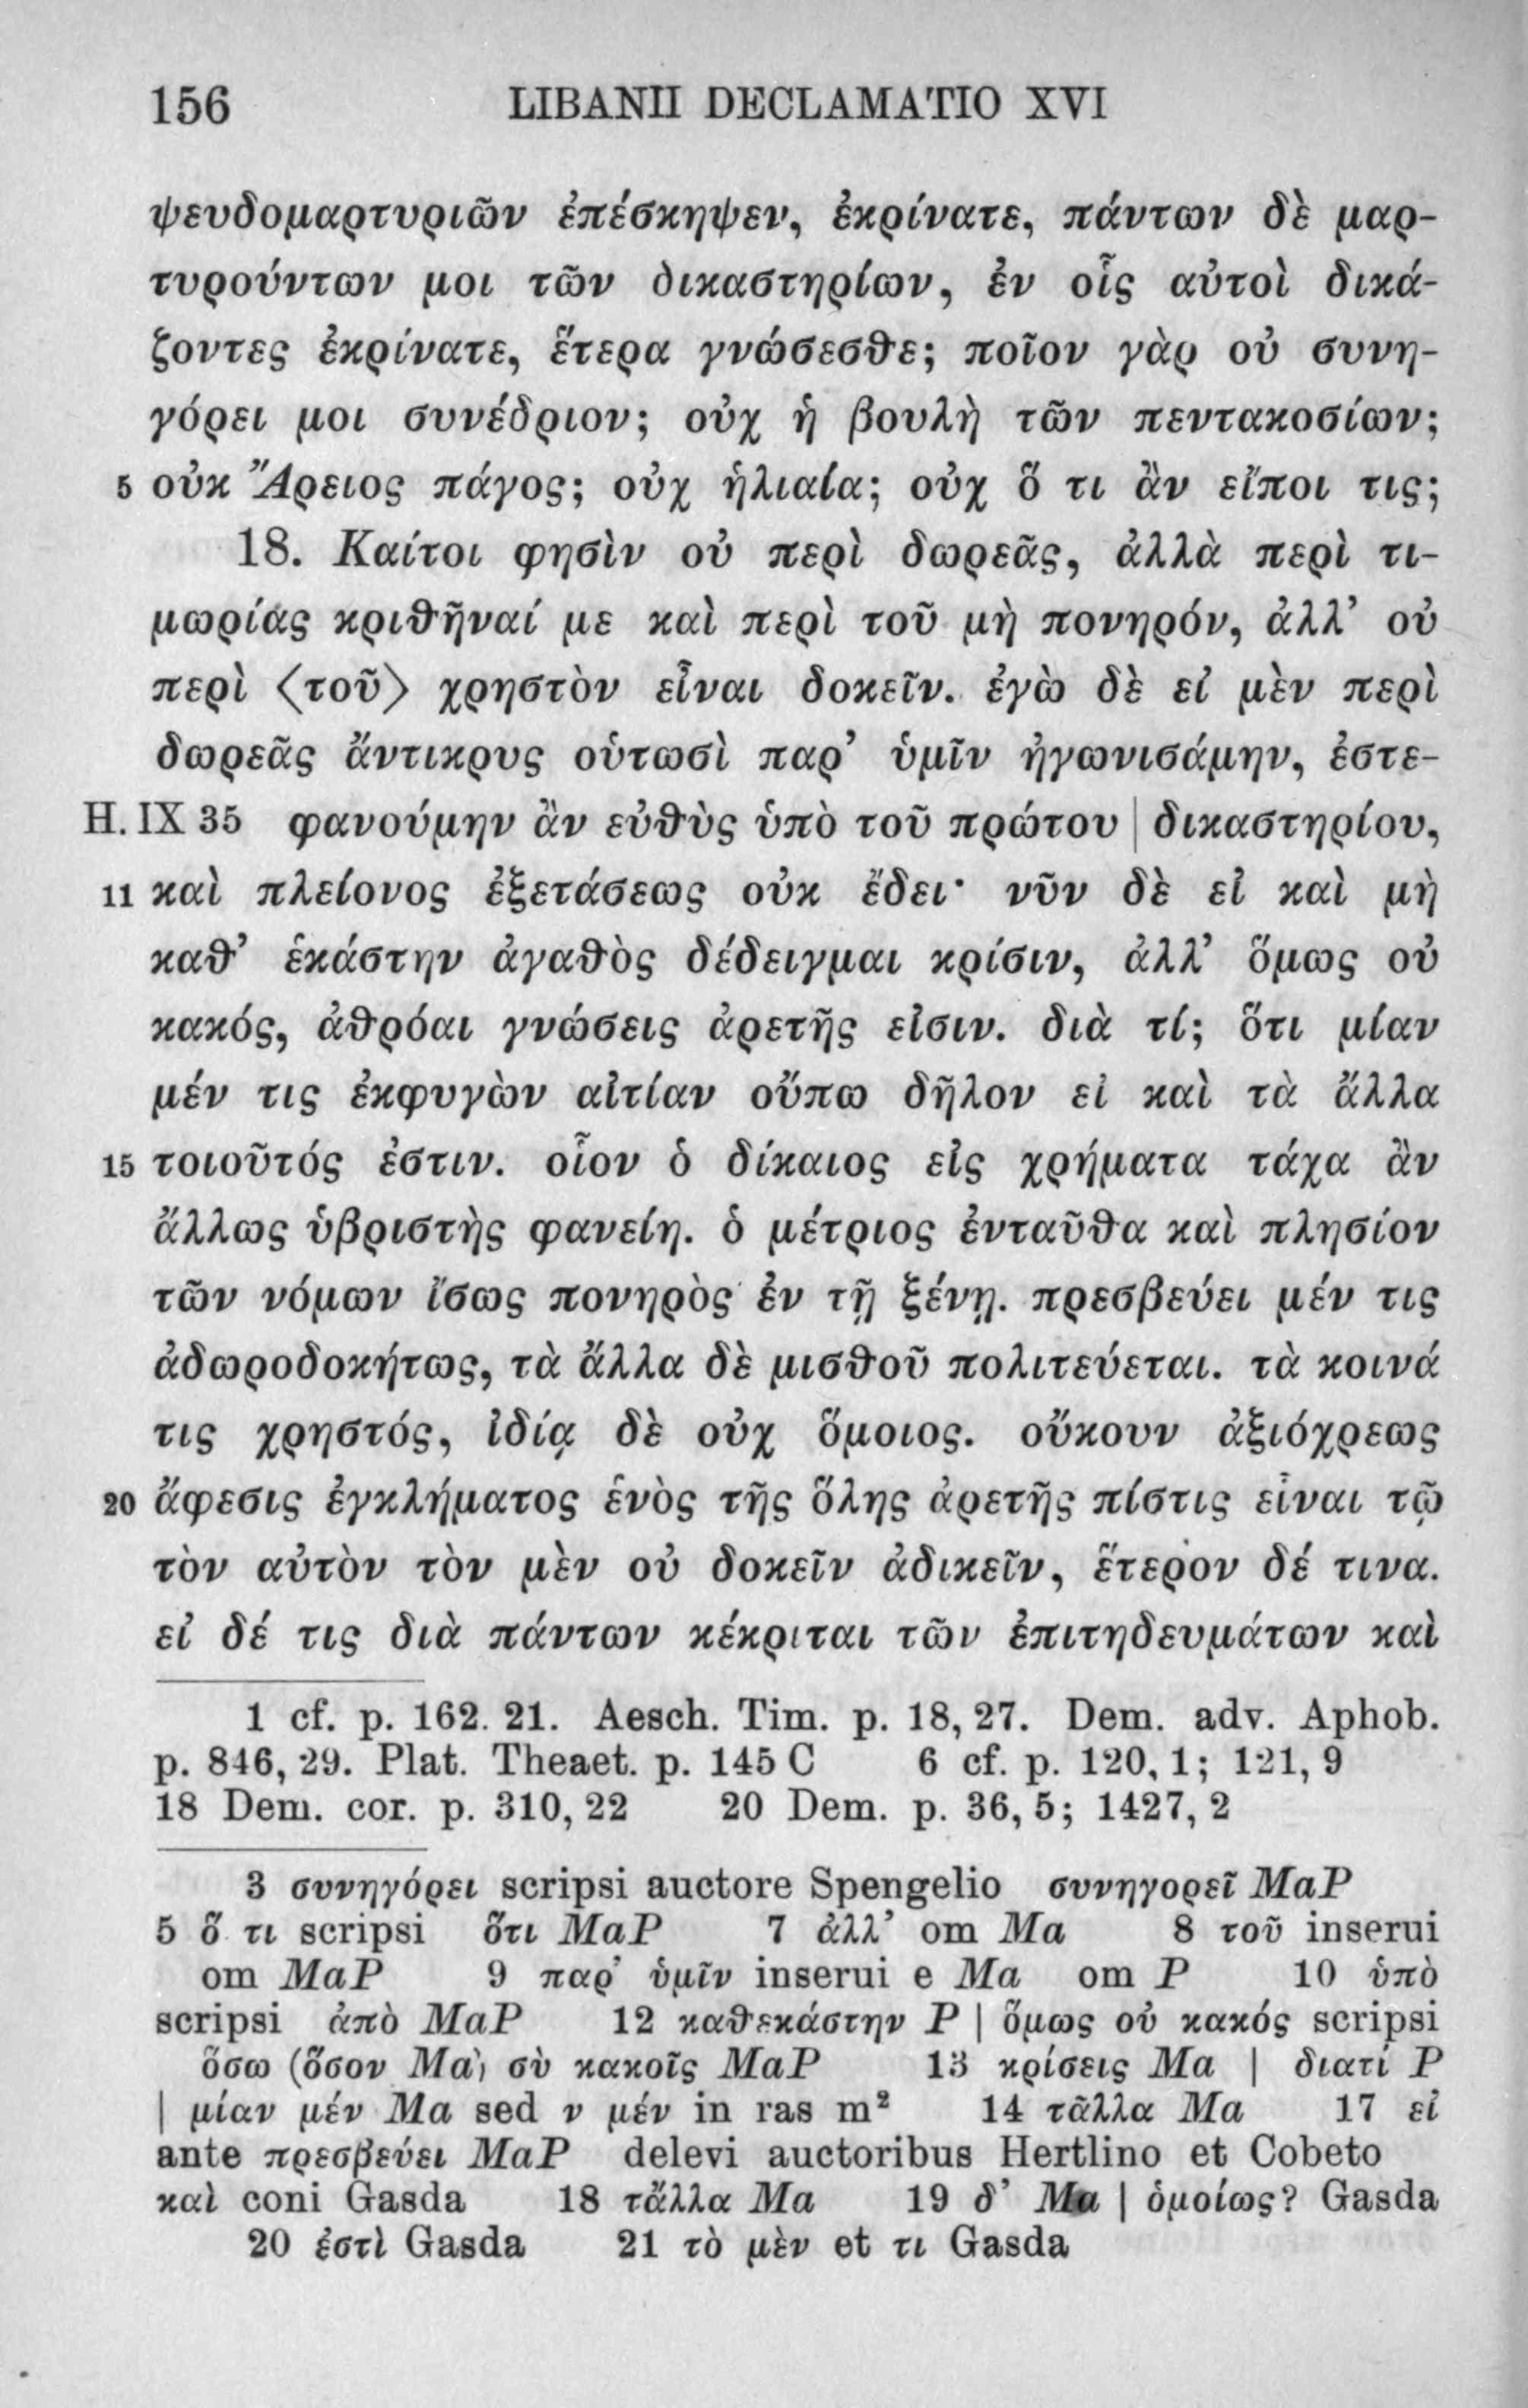 156 LIBANII DECLAMATIO XVI
ψευδομαρτυριῶν ἐπέσκηψεν, ἐκρίνατε, πάντων δὲ μαρ-
τυρούντων μοι τῶν δικαστηρίων, ἐν οἷς αὐτοὶ δικά-
ζοντες ἐκρίνατε, ἕτερα γνώσεσθε; ποῖον γὰρ οὐ συνη-
γόρει μοι συνέδριον; οὐχ ἡ βουλὴ τῶν πεντακοσίων;
5 οὐκ Ἄρειος πάγος; οὐχ ἡλιαία; οὐχ ὅ τι ἂν εἴποι τις;
18. Καίτοι φησὶν οὐ περὶ δωρεᾶς, ἀλλὰ περὶ τι-
μωρίας κριθῆναί με καὶ περὶ τοῦ μὴ πονηρόν, ἀλλ’ οὐ
περὶ 〈τοῦ〉 χρηστὸν εἶναι δοκεῖν. ἐγὼ δὲ εἰ μὲν περὶ
δωρεᾶς ἄντικρυς οὑτωσὶ παρ’ ὑμῖν ἠγωνισάμην, ἐστε-
H. IX 35 φανούμην ἂν εὐθὺς ὑπὸ τοῦ πρώτου | δικαστηρίου,
11 καὶ πλείονος ἐξετάσεως οὐκ ἔδει· νῦν δὲ εἰ καὶ μὴ
καθ’ ἑκάστην ἀγαθὸς δέδειγμαι κρίσιν, ἀλλ’ ὅμως οὐ
κακός, ἀθρόαι γνώσεις ἀρετῆς εἰσιν. διὰ τί; ὅτι μίαν
μέν τις ἐκφυγὼν αἰτίαν οὔπω δῆλον εἰ καὶ τὰ ἄλλα
15 τοιοῦτός ἐστιν. οἷον ὁ δίκαιος εἰς χρήματα τάχα ἂν
ἄλλως ὑβριστὴς φανείη. ὁ μέτριος ἐνταῦθα καὶ πλησίον
τῶν νόμων ἴσως πονηρὸς ἐν τῇ ξένῃ. πρεσβεύει μέν τις
ἀδωροδοκήτως, τὰ ἄλλα δὲ μισθοῦ πολιτεύεται. τὰ κοινά
τις χρηστός, ἰδίᾳ δὲ οὐχ ὅμοιος. οὔκουν ἀξιόχρεως
20 ἄφεσις ἐγκλήματος ἑνὸς τῆς ὅλης ἀρετῆς πίστις εἶναι τῷ
τὸν αὐτὸν τὸν μὲν οὐ δοκεῖν ἀδικεῖν, ἕτερον δέ τινα.
εἰ δέ τις διὰ πάντων κέκριται τῶν ἐπιτηδευμάτων καὶ
1 cf. p. 162. 21. Aesch. Tim. p. 18, 27. Dem. adv. Aphob.
p. 846, 29. Plat. Theaet. p. 145 C 6 cf. p. 120, 1; 121, 9
18 Dem. cor. p. 310, 22 20 Dem. p. 36, 5; 1427, 2
3 συνηγόρει scripsi auctore Spengelio συνηγορεῖ MaP
5 ὅ τι scripsi ὅτι MaP 7 ἀλλ’ om Ma 8 τοῦ inserui
om MaP 9 παρ’ ὑμῖν inserui e Ma om P 10 ὑπὸ
scripsi ἀπὸ MaP 12 καθεκάστην P | ὅμως οὐ κακός scripsi
ὅσω (ὅσον Ma) σὺ κακοῖς MaP 13 κρίσεις Ma | διατί P
| μίαν μέν Ma sed ν μέν in ras m² 14 τἄλλα Ma 17 εἰ
ante πρεσβεύει MaP delevi auctoribus Hertlino et Cobeto
καὶ coni Gasda 18 τἄλλα Ma 19 δ’ Ma | ὁμοίως? Gasda
20 ἐστὶ Gasda 21 τὸ μὲν et τι Gasda